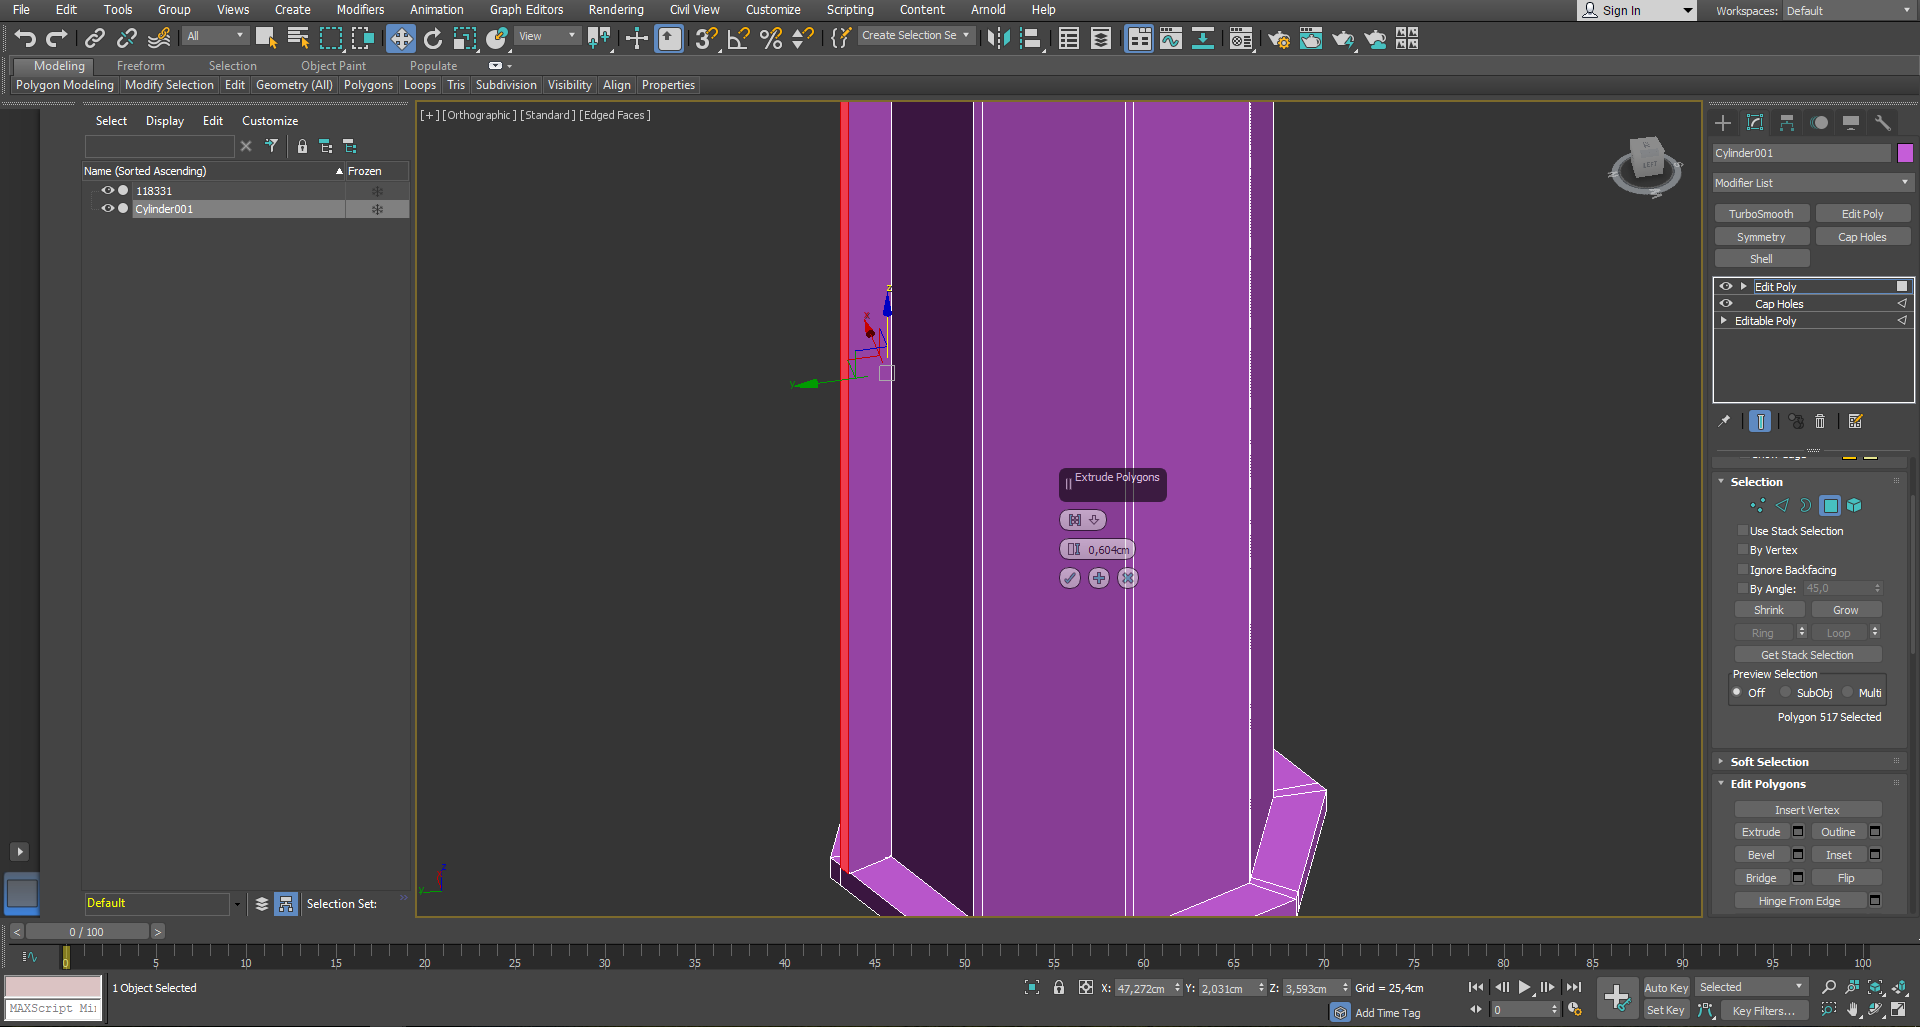 File Edit Tools Group Views Create Modifiers Animation Graph Editors Rendering Civil View Customize Scripting Content Arnold Help Sign In Workspaces: Default
All View Create Selection Se
Modeling Freeform Selection Object Paint Populate
Polygon Modeling Modify Selection Edit Geometry (All) Polygons Loops Tris Subdivision Visibility Align Properties
Select Display Edit Customize
Name (Sorted Ascending) Frozen
118331
Cylinder001
[+] [Orthographic] [Standard] [Edged Faces]
LEFT
z
x
y
Extrude Polygons
0,604cm
Cylinder001
Modifier List
TurboSmooth Edit Poly
Symmetry Cap Holes
Shell
Edit Poly
Cap Holes
Editable Poly
Selection
Use Stack Selection
By Vertex
Ignore Backfacing
By Angle: 45,0
Shrink Grow
Ring Loop
Get Stack Selection
Preview Selection
Off SubObj Multi
Polygon 517 Selected
Soft Selection
Edit Polygons
Insert Vertex
Extrude Outline
Bevel Inset
Bridge Flip
Hinge From Edge
z
y
Default Selection Set:
< 0 / 100 >
0 5 10 15 20 25 30 35 40 45 50 55 60 65 70 75 80 85 90 95 100
1 Object Selected X: 47,272cm Y: 2,031cm Z: 3,593cm Grid = 25,4cm Auto Key Selected
MAXScript Mi Add Time Tag 0 Set Key Key Filters...